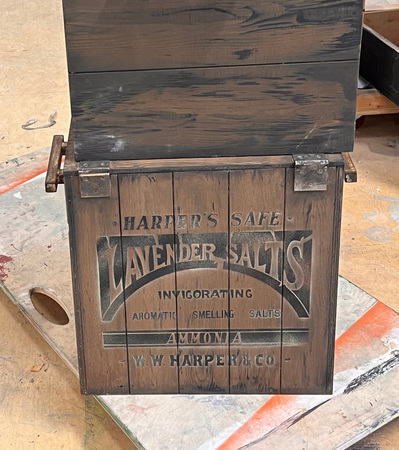 · HARPER'S SAFE ·
LAVENDER SALTS
INVIGORATING
AROMATIC SMELLING SALTS
AMMONIA
- W.W. HARPER & CO -